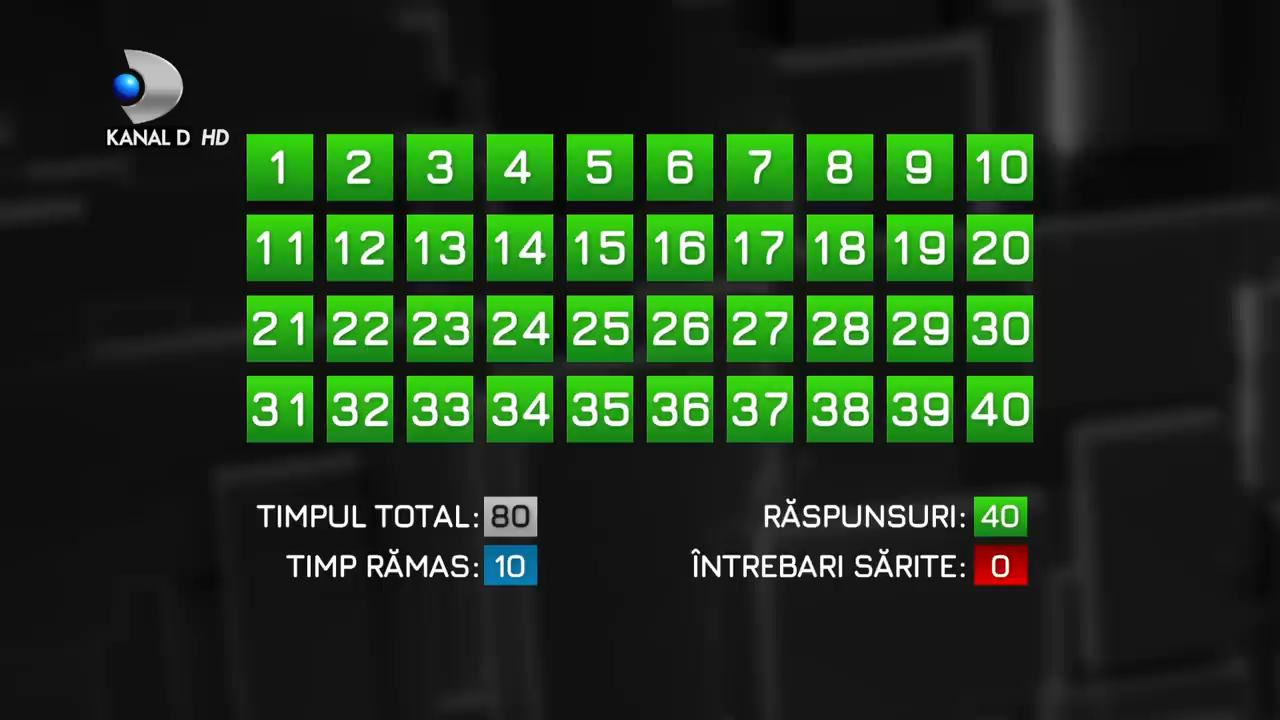 KANAL D HD
1 2 3 4 5 6 7 8 9 10
11 12 13 14 15 16 17 18 19 20
21 22 23 24 25 26 27 28 29 30
31 32 33 34 35 36 37 38 39 40
TIMPUL TOTAL: 80
RĂSPUNSURI: 40
TIMP RĂMAS: 10
ÎNTREBARI SĂRITE: 0